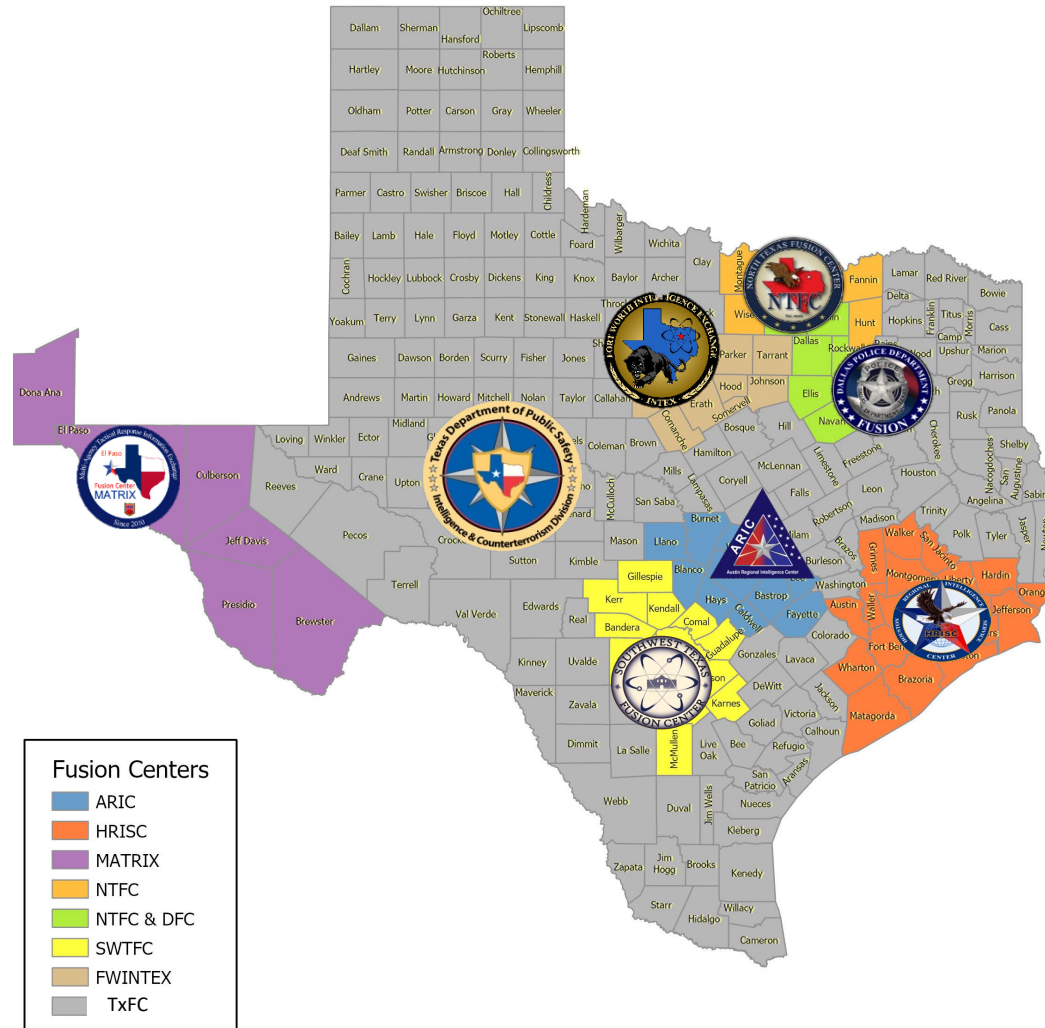 Ochiltree
Dallam Sherman Hansford Lipscomb
Roberts
Hartley Moore Hutchinson Hemphill
Oldham Potter Carson Gray Wheeler
Deaf Smith Randall Armstrong Donley Collingsworth
Parmer Castro Swisher Briscoe Hall Childress
Hardeman
Bailey Lamb Hale Floyd Motley Cottle Foard Wilbarger Wichita Clay Montague
NORTH TEXAS FUSION CENTER
NTFC
Fannin Lamar Red River Bowie
Cochran Hockley Lubbock Crosby Dickens King Knox Baylor Archer
Delta Hopkins Franklin Titus Morris Cass
Camp
Yoakum Terry Lynn Garza Kent Stonewall Haskell
Wise Hunt Upshur Marion
FORT WORTH INTELLIGENCE EXCHANGE
INTEX
Parker Tarrant Dallas
Gaines Dawson Borden Scurry Fisher Jones
Gregg Harrison
DALLAS POLICE DEPARTMENT
POLICE
FUSION
Dona Ana
Andrews Martin Howard Mitchell Nolan Taylor Callahan
Erath Hood Johnson Somervell Ellis
Rusk Panola
El Paso
Comanche Bosque Hill
Cherokee Shelby
Texas Department of Public Safety
Intelligence & Counterterrorism Division
Loving Winkler Ector Midland
Coleman Brown Hamilton McLennan Limestone Freestone
Nacogdoches San Augustine
Multi-Agency Tactical Response Information Exchange
El Paso
Fusion Center
MATRIX
Since 2010
Culberson Reeves Ward Crane Upton
Mills Coryell Falls Leon Houston Angelina
McCulloch San Saba Lampasas Robertson Trinity
Jeff Davis Pecos
Mason Llano Burnet
ARIC
Austin Regional Intelligence Center
Brazos Madison Walker San Jacinto Polk Tyler Jasper
Sutton Kimble Blanco Burleson Grimes
Terrell Gillespie Hays Bastrop Washington Montgomery Liberty Hardin
Presidio Brewster Val Verde Edwards Kerr Kendall Comal Caldwell Fayette Austin Waller Jefferson
Real Bandera Guadalupe Gonzales Colorado
HOUSTON REGIONAL INTELLIGENCE SERVICE CENTER
HRISC
Kinney Uvalde
SOUTHWEST TEXAS FUSION CENTER
Lavaca Wharton Brazoria
Maverick Zavala Karnes DeWitt Jackson Matagorda
Victoria Goliad Calhoun
Dimmit La Salle McMullen Live Oak Bee Refugio Aransas
San Patricio
Webb Duval Jim Wells Nueces
Kleberg
Zapata Jim Hogg Brooks Kenedy
Starr Hidalgo Willacy
Cameron
Fusion Centers
ARIC
HRISC
MATRIX
NTFC
NTFC & DFC
SWTFC
FWINTEX
TxFC